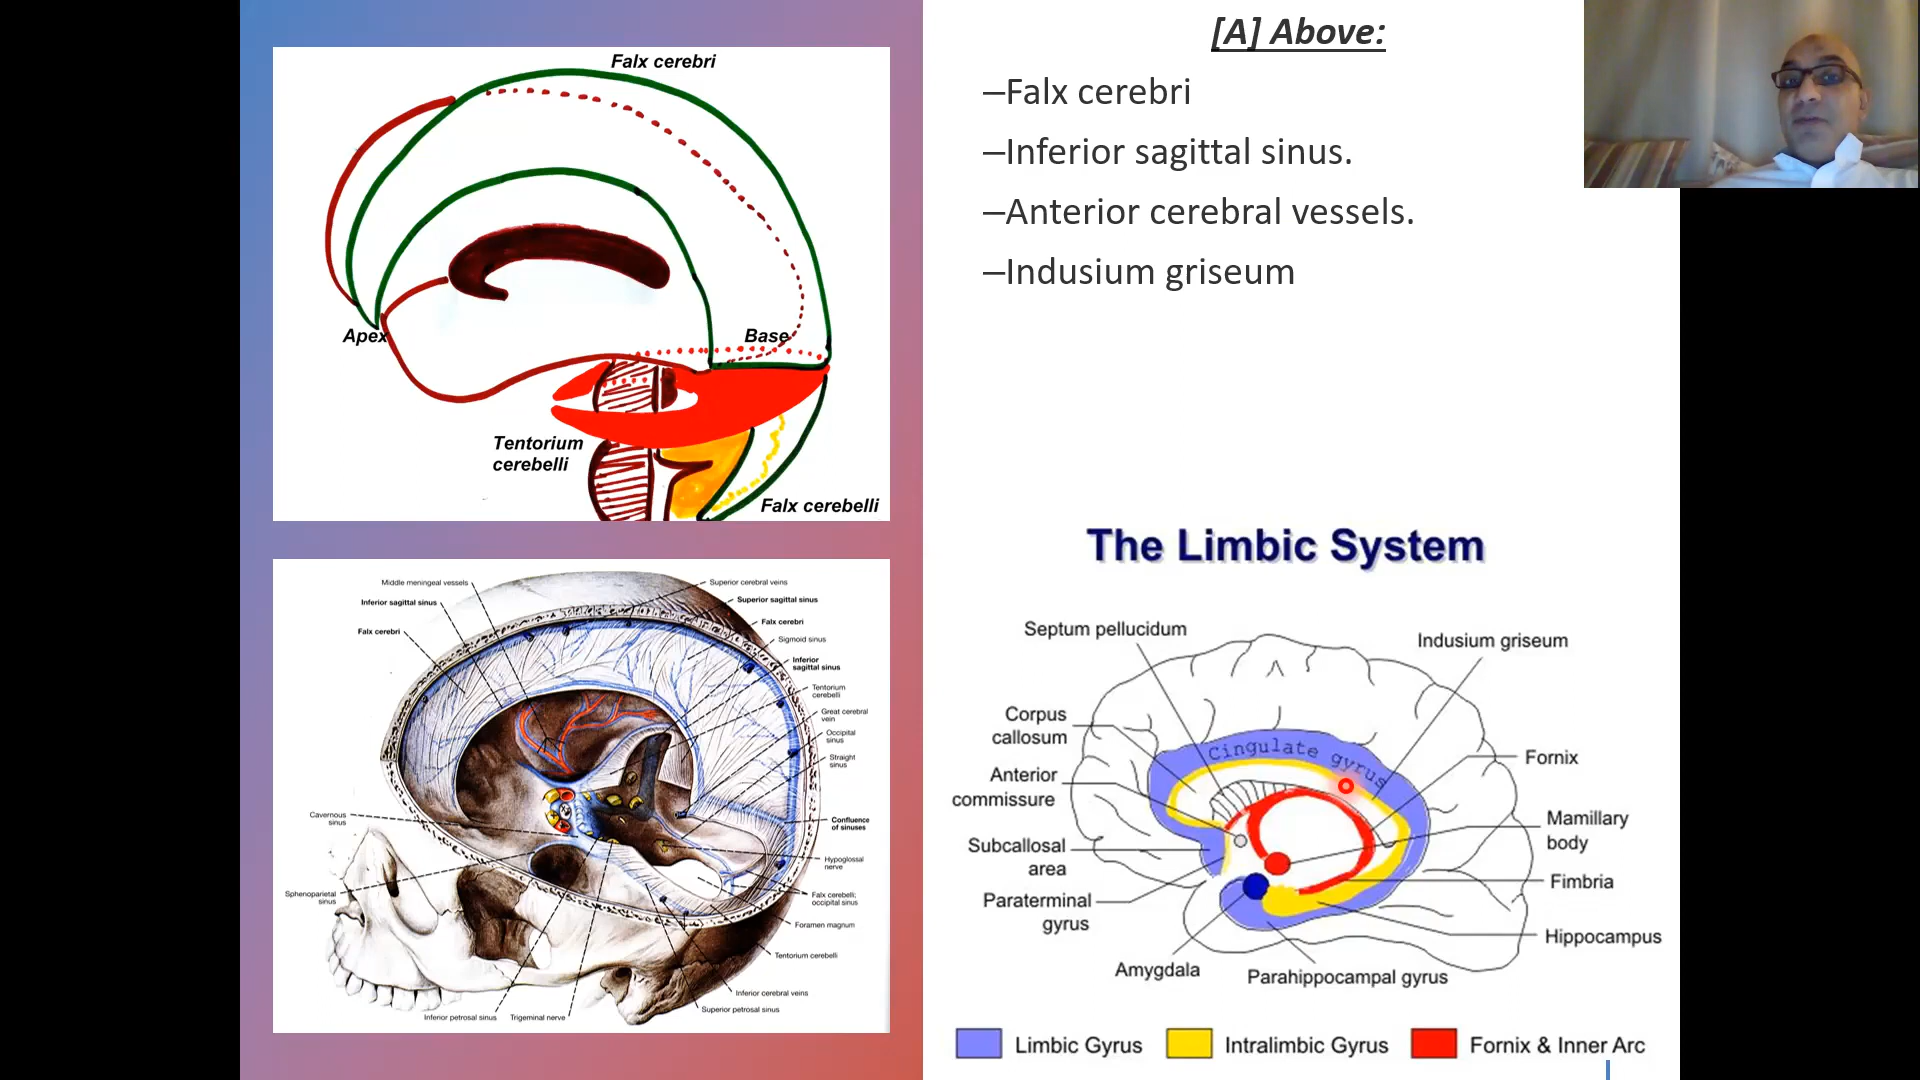 Falx cerebri
Apex
Base
Tentorium
cerebelli
Falx cerebelli
Middle meningeal vessels
Inferior sagittal sinus
Falx cerebri
Superior cerebral veins
Superior sagittal sinus
Falx cerebri
Sigmoid sinus
Inferior
sagittal sinus
Tentorium
cerebelli
Great cerebral
vein
Occipital
sinus
Straight
sinus
Cavernous
sinus
Confluence
of sinuses
Hypoglossal
nerve
Sphenoparietal
sinus
Falx cerebelli;
occipital sinus
Foramen magnum
Tentorium cerebelli
Inferior cerebral veins
Superior petrosal sinus
Inferior petrosal sinus
Trigeminal nerve
[A] Above:
–Falx cerebri
–Inferior sagittal sinus.
–Anterior cerebral vessels.
–Indusium griseum
The Limbic System
Septum pellucidum
Indusium griseum
Corpus
callosum
Cingulate gyrus
Fornix
Anterior
commissure
Mamillary
body
Subcallosal
area
Fimbria
Paraterminal
gyrus
Hippocampus
Amygdala
Parahippocampal gyrus
Limbic Gyrus
Intralimbic Gyrus
Fornix & Inner Arc